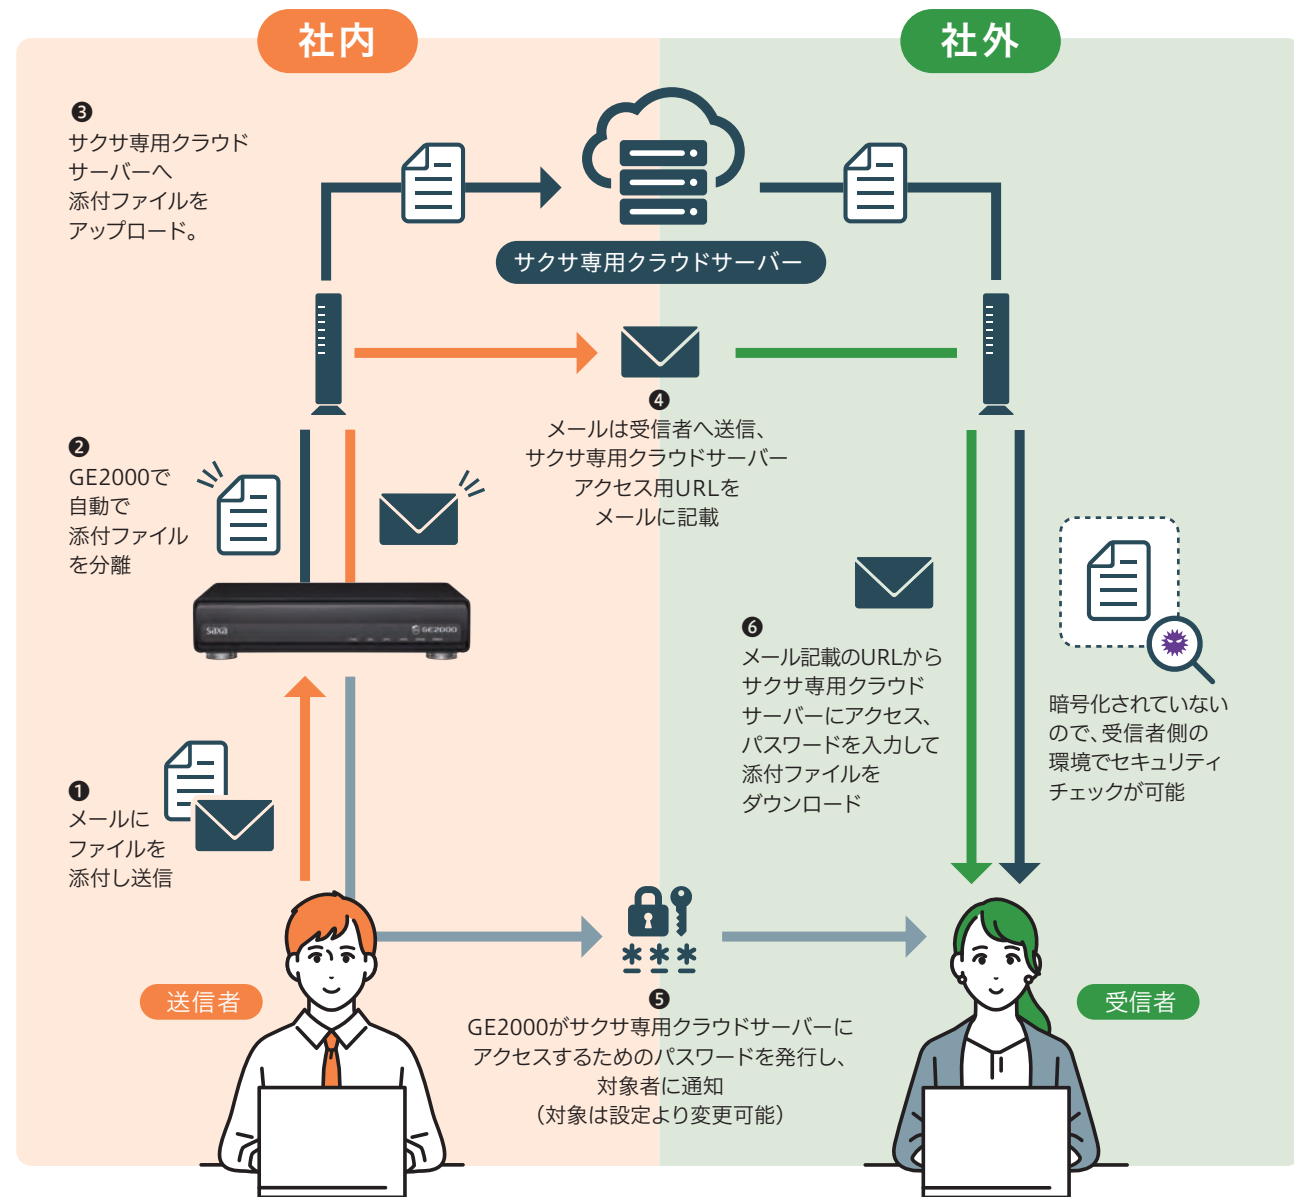 社内
社外
❸
サクサ専用クラウド
サーバーへ
添付ファイルを
アップロード。
サクサ専用クラウドサーバー
❹
メールは受信者へ送信、
サクサ専用クラウドサーバー
アクセス用URLを
メールに記載
❷
GE2000で
自動で
添付ファイル
を分離
saxa
GE2000
❶
メールに
ファイルを
添付し送信
❻
メール記載のURLから
サクサ専用クラウド
サーバーにアクセス、
パスワードを入力して
添付ファイルを
ダウンロード
暗号化されていない
ので、受信者側の
環境でセキュリティ
チェックが可能
***
送信者
受信者
❺
GE2000がサクサ専用クラウドサーバーに
アクセスするためのパスワードを発行し、
対象者に通知
（対象は設定より変更可能）